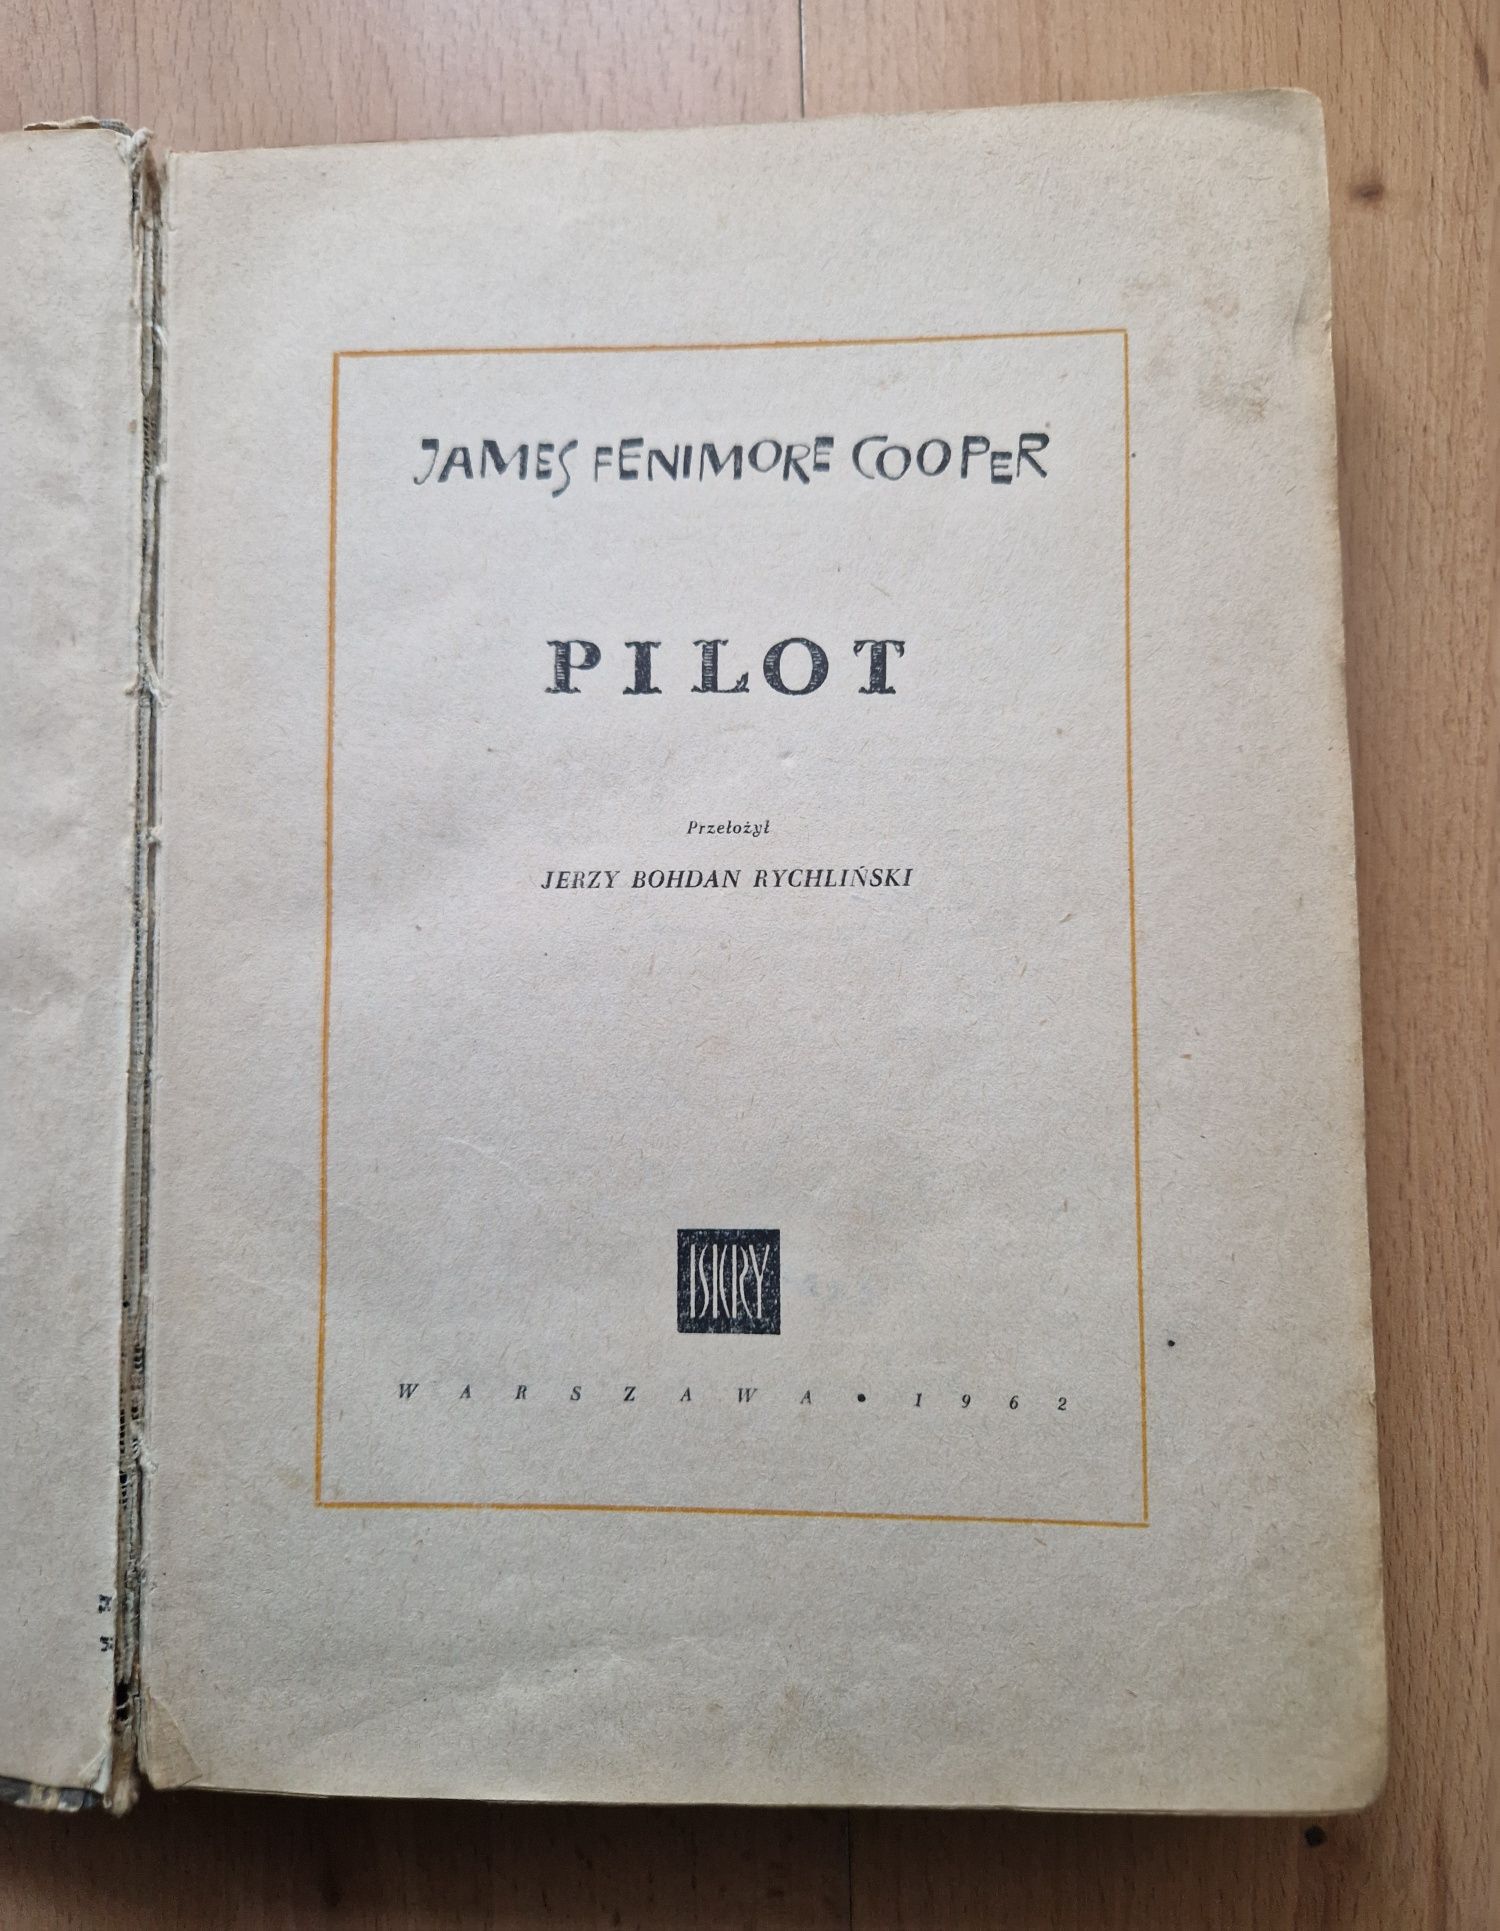 JAMES FENIMORE COOPER
PILOT
Przełożył
JERZY BOHDAN RYCHLIŃSKI
ISKRY
WARSZAWA • 1962